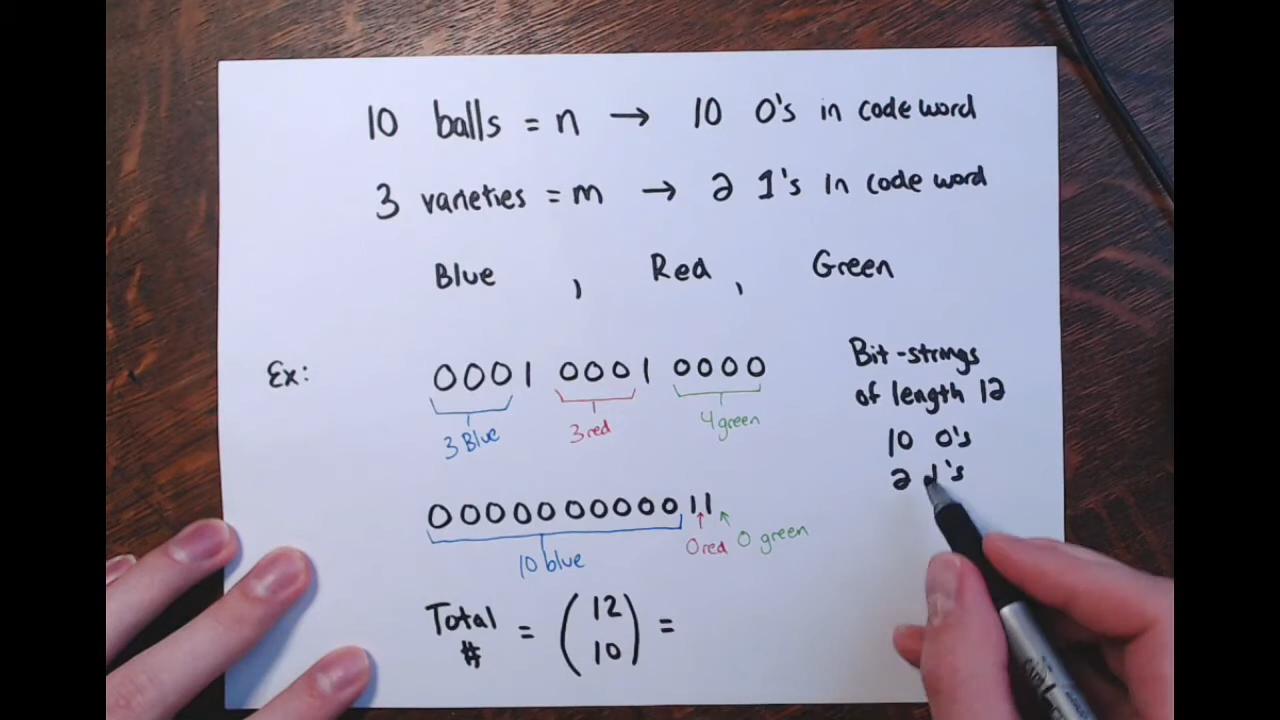 10 balls = n → 10 0's in code word
3 varieties = m → 2 1's in code word
Blue , Red , Green
Ex: 0001 0001 0000
3 Blue 3 red 4 green
000000000011
10 blue 0 red 0 green
Total # = (12 10) =
Bit-strings
of length 12
10 0's
2 1's